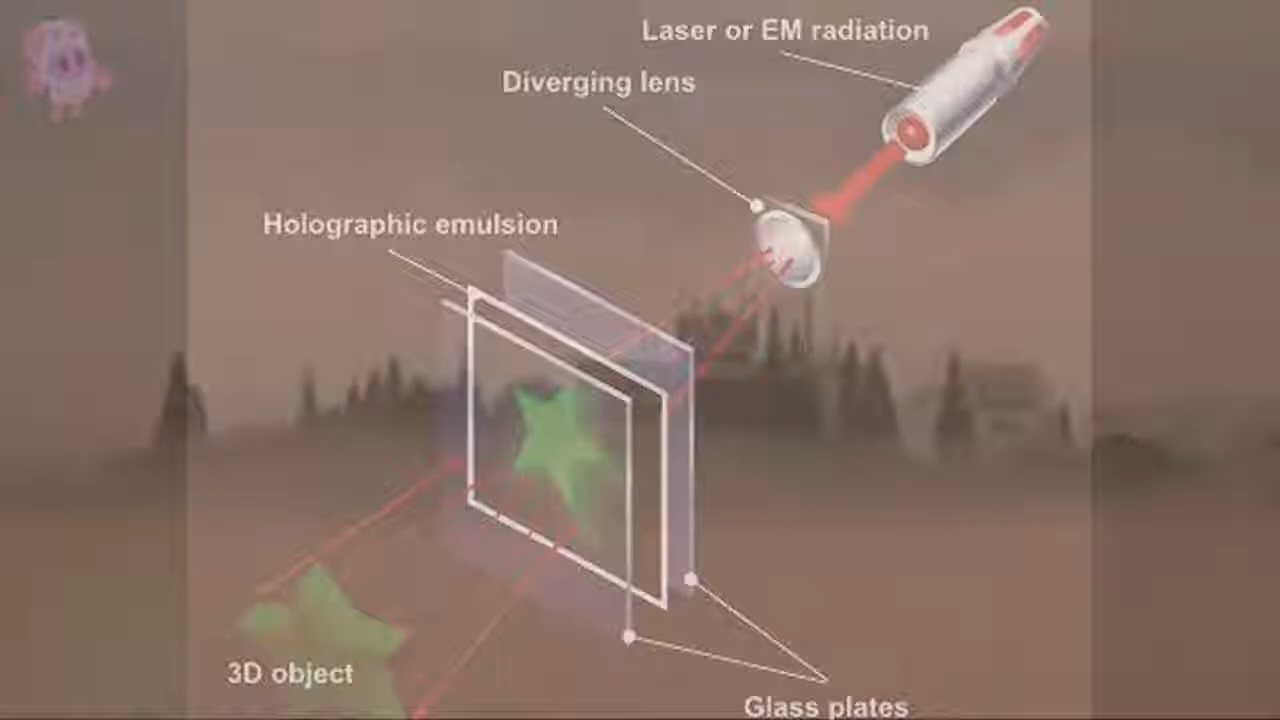 Laser or EM radiation
Diverging lens
Holographic emulsion
3D object
Glass plates